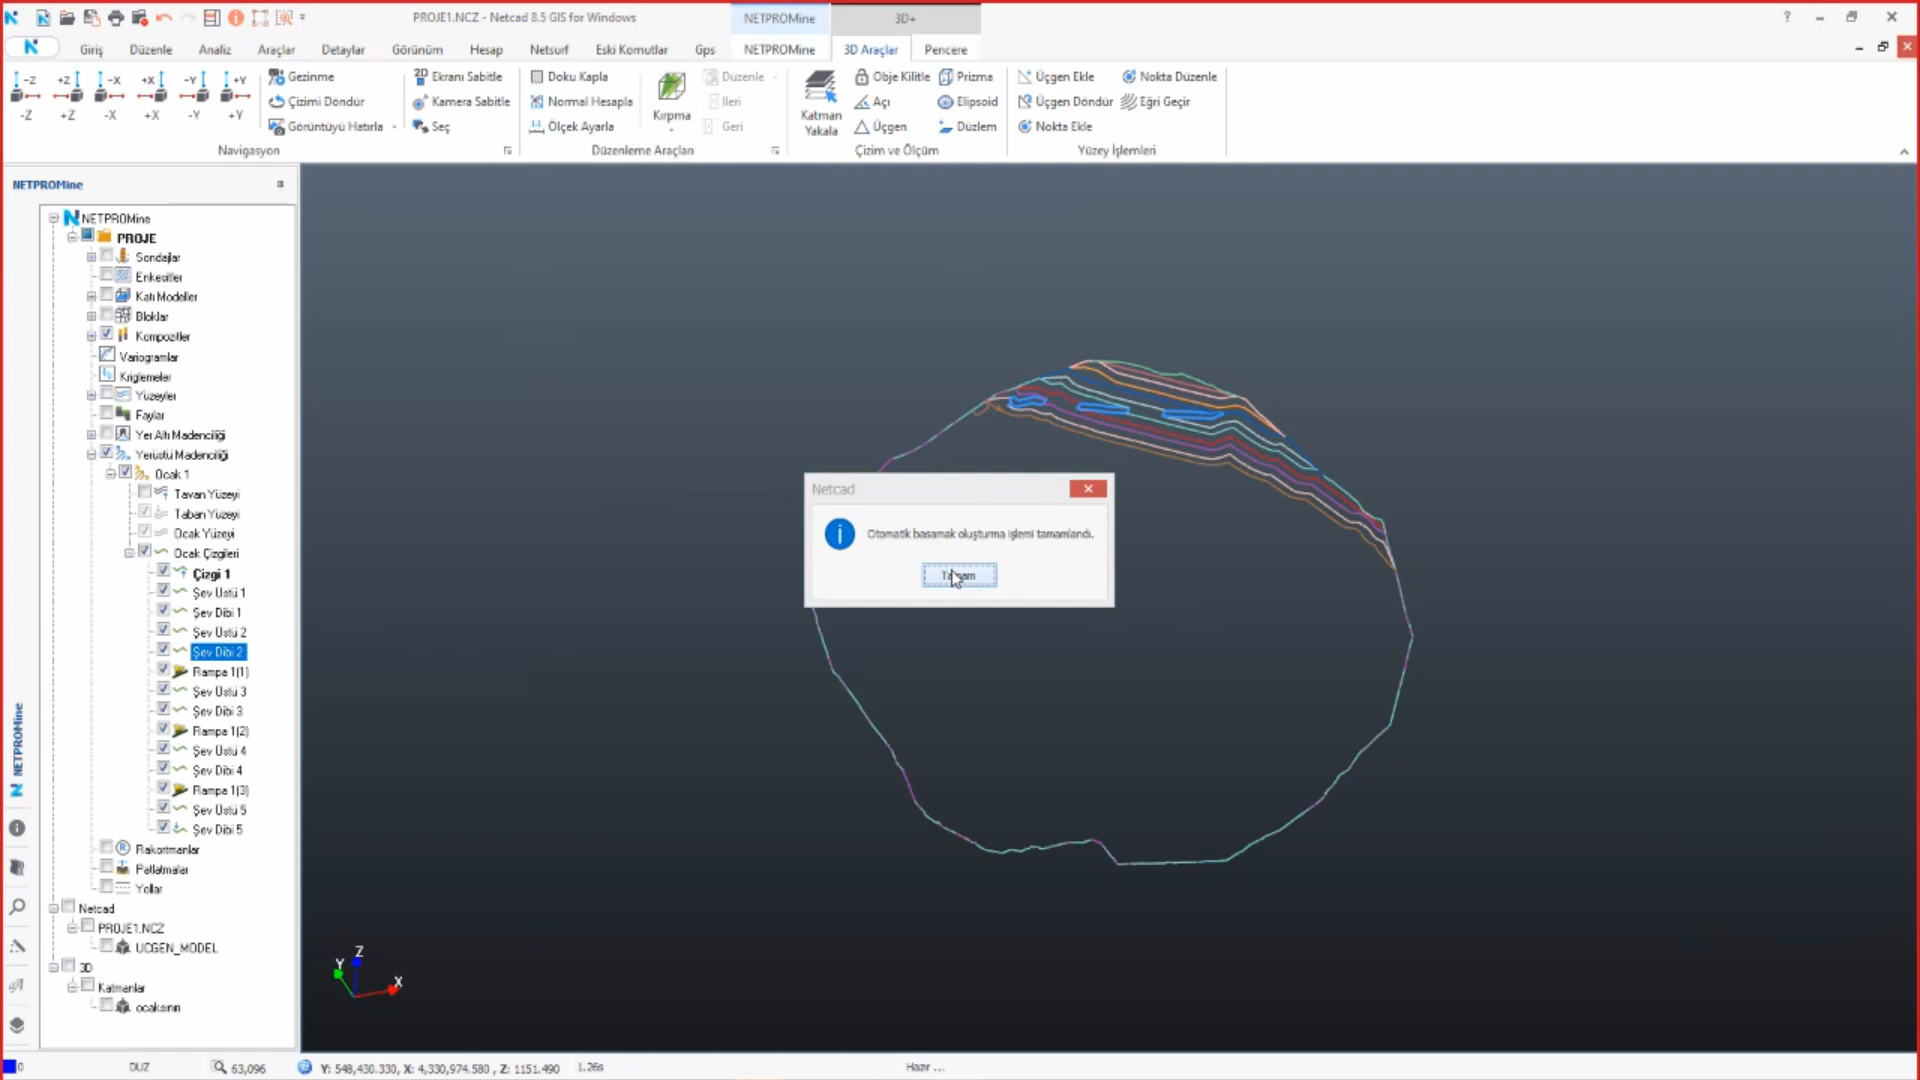 PROJE1.NCZ - Netcad 8.5 GIS for Windows
NETPROMine
3D+
Giriş
Düzenle
Analiz
Araçlar
Detaylar
Görünüm
Hesap
Netsurf
Eski Komutlar
Gps
NETPROMine
3D Araçlar
Pencere
-Z
+Z
-X
+X
-Y
+Y
-Z
+Z
-X
+X
-Y
+Y
Gezinme
Çizimi Döndür
Görüntüyü Hatırla
2D Ekranı Sabitle
Kamera Sabitle
Seç
Navigasyon
Doku Kapla
Normal Hesapla
Ölçek Ayarla
Kırpma
Düzenle
İleri
Geri
Düzenleme Araçları
Katman Yakala
Obje Kilitle
Açı
Üçgen
Prizma
Elipsoid
Düzlem
Çizim ve Ölçüm
Üçgen Ekle
Üçgen Döndür
Nokta Ekle
Nokta Düzenle
Eğri Geçir
Yüzey İşlemleri
NETPROMine
NETPROMine
PROJE
Sondajlar
Enkesitler
Katı Modeller
Bloklar
Kompozitler
Variogramlar
Kriglemeler
Yüzeyler
Faylar
Yer Altı Madenciliği
Yerüstü Madenciliği
Ocak 1
Tavan Yüzeyi
Taban Yüzeyi
Ocak Yüzeyi
Ocak Çizgileri
Çizgi 1
Şev Üstü 1
Şev Dibi 1
Şev Üstü 2
Şev Dibi 2
Rampa 1(1)
Şev Üstü 3
Şev Dibi 3
Rampa 1(2)
Şev Üstü 4
Şev Dibi 4
Rampa 1(3)
Şev Üstü 5
Şev Dibi 5
Rakortmanlar
Patlatmalar
Yollar
Netcad
PROJE1.NCZ
UCGEN_MODEL
3D
Katmanlar
ocaksınırı
NETPROMine
Netcad
Otomatik basamak oluşturma işlemi tamamlandı.
Tamam
Z
Y
X
0
DUZ
63,096
Y: 548,430.330, X: 4,330,974.580 , Z: 1151.490
1.26s
Hazır ...